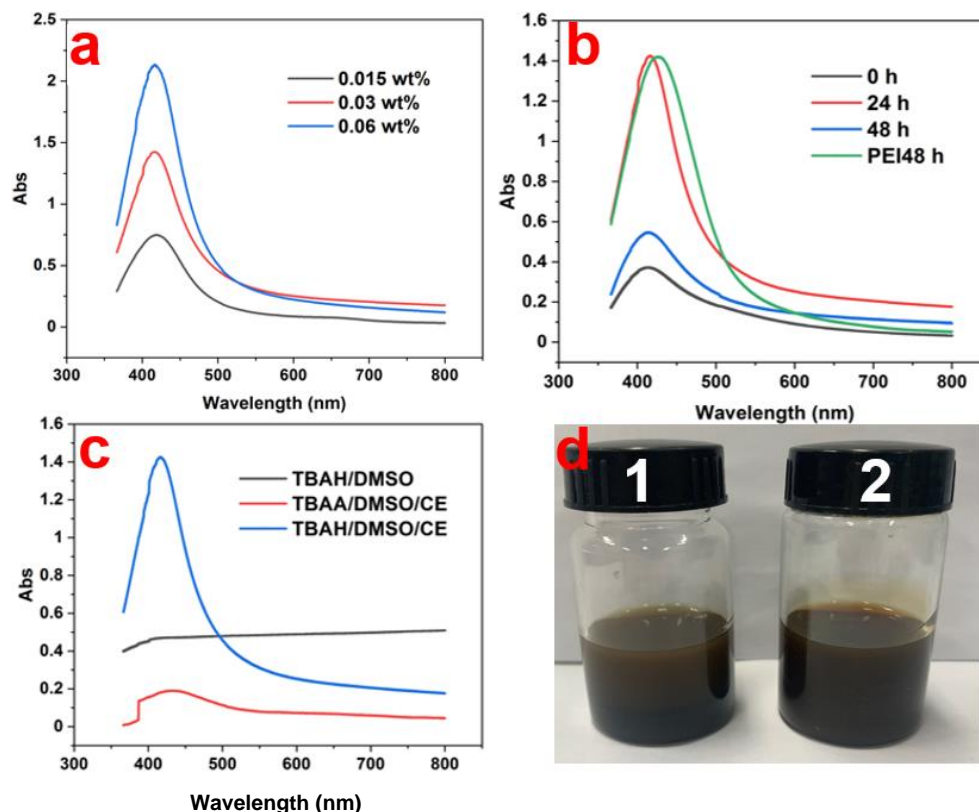 a
2.5
2
1.5
1
0.5
0
Abs
300 400 500 600 700 800
Wavelength (nm)
0.015 wt%
0.03 wt%
0.06 wt%
b
1.6
1.4
1.2
1
0.8
0.6
0.4
0.2
0
Abs
300 400 500 600 700 800
Wavelength (nm)
0 h
24 h
48 h
PEI48 h
c
1.6
1.4
1.2
1
0.8
0.6
0.4
0.2
0
Abs
300 400 500 600 700 800
Wavelength (nm)
TBAH/DMSO
TBAA/DMSO/CE
TBAH/DMSO/CE
d
1 2